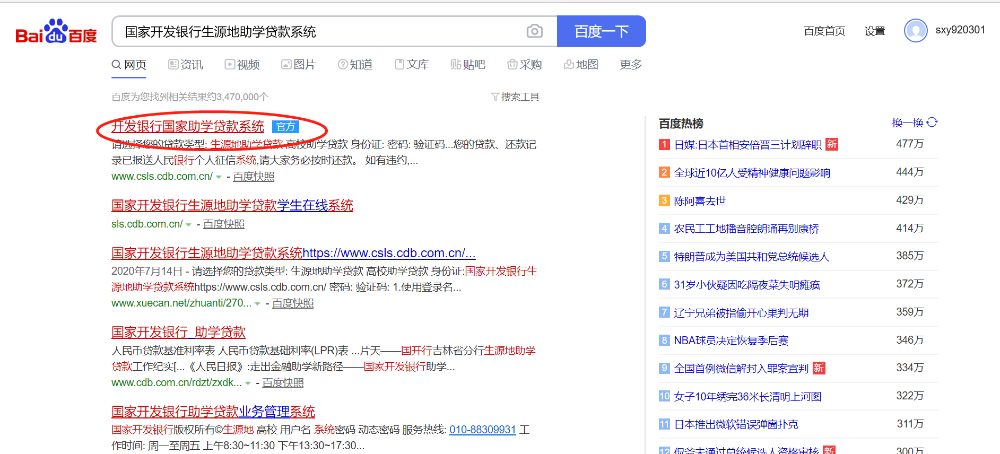 Bai du 百度 国家开发银行生源地助学贷款系统 百度一下 百度首页 设置 sxy920301
网页 资讯 视频 图片 知道 文库 贴吧 采购 地图 更多
百度为您找到相关结果约3,470,000个 搜索工具
开发银行国家助学贷款系统 官方
请选择您的贷款类型: 生源地助学贷款 高校助学贷款 身份证: 密码: 验证码...您的贷款、还款记
录已报送人民银行个人征信系统,请大家务必按时还款。 如有违约,...
www.csls.cdb.com.cn/ - 百度快照
国家开发银行生源地助学贷款学生在线系统
sls.cdb.com.cn/ - 百度快照
国家开发银行生源地助学贷款系统https://www.csls.cdb.com.cn/...
2020年7月14日 - 请选择您的贷款类型: 生源地助学贷款 高校助学贷款 身份证:国家开发银行生
源地助学贷款系统https://www.csls.cdb.com.cn/ 密码: 验证码: 1.使用登录名...
www.xuecan.net/zhuanti/270... - 百度快照
国家开发银行_助学贷款
人民币贷款基准利率表 人民币贷款基础利率(LPR)表 ...片天——国开行吉林省分行生源地助学
贷款工作纪实[...《人民日报》:走出金融助学新路径——国家开发银行助学...
www.cdb.com.cn/rdzt/zxdk... - 百度快照
国家开发银行助学贷款业务管理系统
国家开发银行版权所有©生源地 高校 用户名 系统密码 动态密码 服务热线: 010-88309931 工
作时间: 周一至周五 上午8:30~11:30 下午13:30~17:30...
百度热榜 换一换
1 日媒:日本首相安倍晋三计划辞职 新 477万
2 全球近10亿人受精神健康问题影响 444万
3 陈阿喜去世 429万
4 农民工工地播音腔朗诵再别康桥 414万
5 特朗普成为美国共和党总统候选人 385万
6 31岁小伙疑因吃隔夜菜失明瘫痪 372万
7 辽宁兄弟被指偷开心果判无期 359万
8 NBA球员决定恢复季后赛 346万
9 全国首例微信解封入罪案宣判 新 334万
10 女子10年绣完36米长清明上河图 322万
11 日本推出微软错误弹窗扑克 311万
12 侃爷未通过总统候选人资格审核 新 300万